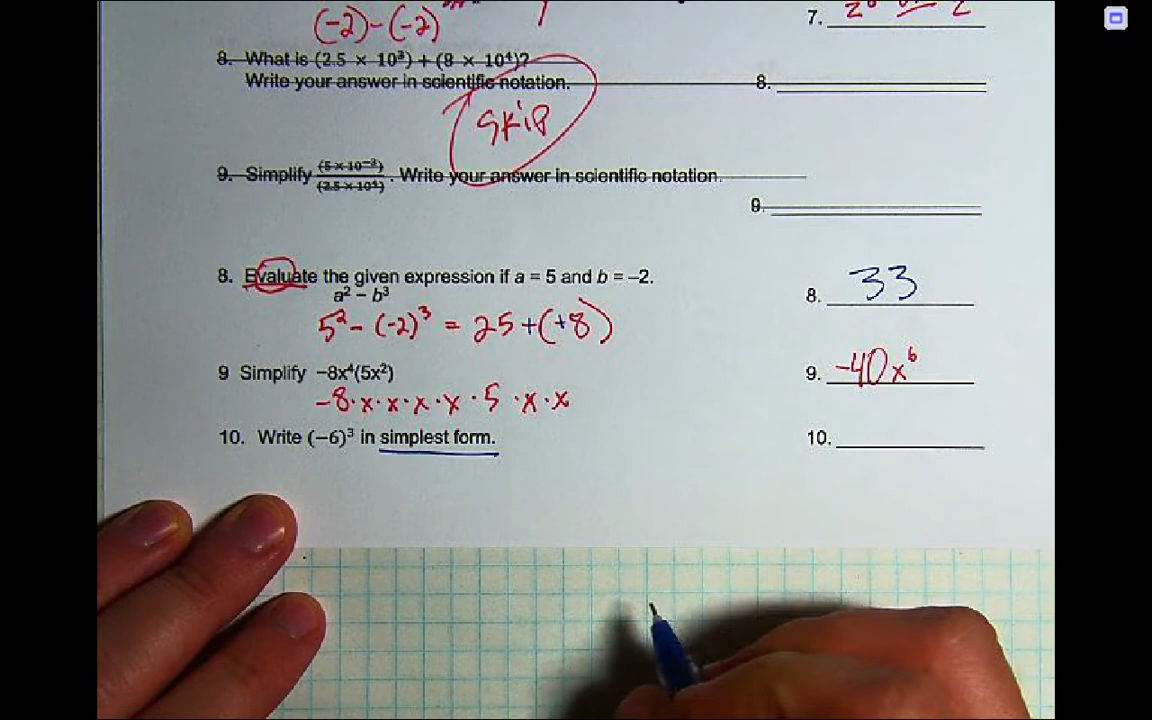 7.
(-2)-(-2)
8. What is (2.5 × 10³) + (8 × 10⁴)?
Write your answer in scientific notation.
8.
SKIP
9. Simplify (5 × 10⁻³)/(2.5 × 10⁴). Write your answer in scientific notation.
9.
8. Evaluate the given expression if a = 5 and b = –2.
a² – b³
8. 33
5² - (-2)³ = 25 + (+8)
9 Simplify –8x⁴(5x²)
9. -40x⁶
-8·x·x·x·x·5·x·x
10. Write (–6)³ in simplest form.
10.